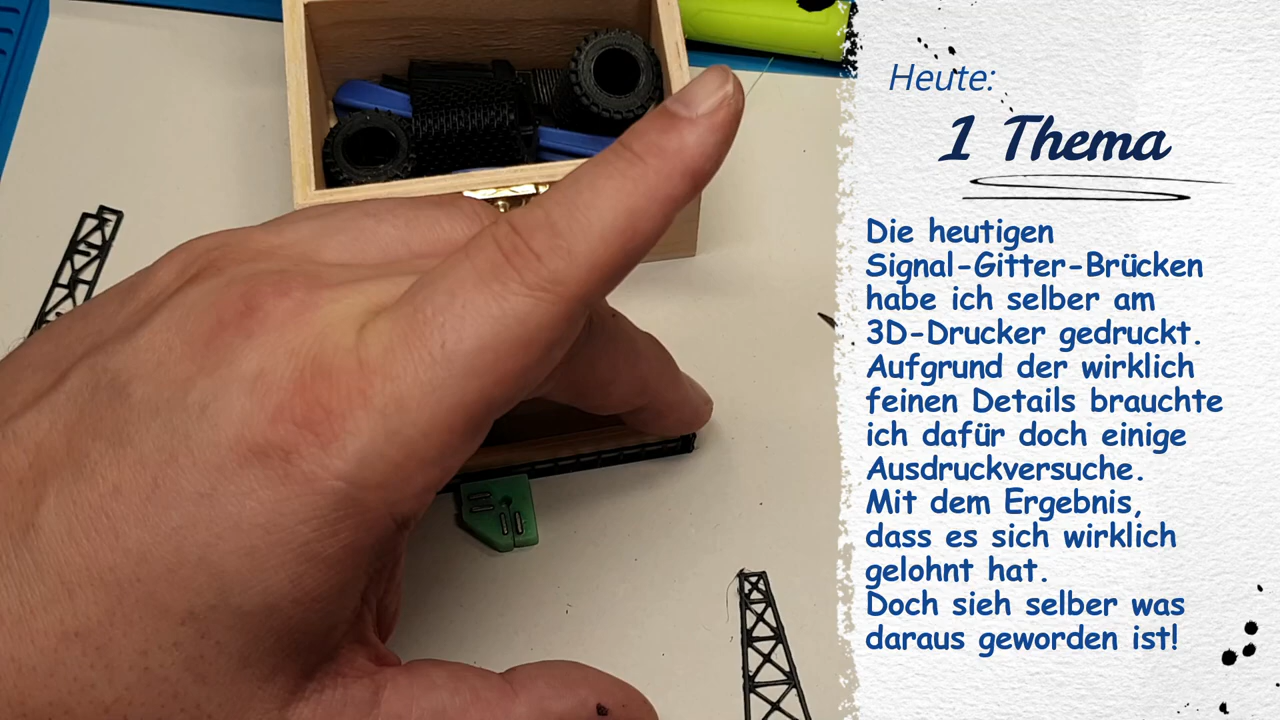 Heute:
1 Thema
Die heutigen
Signal-Gitter-Brücken
habe ich selber am
3D-Drucker gedruckt.
Aufgrund der wirklich
feinen Details brauchte
ich dafür doch einige
Ausdruckversuche.
Mit dem Ergebnis,
dass es sich wirklich
gelohnt hat.
Doch sieh selber was
daraus geworden ist!